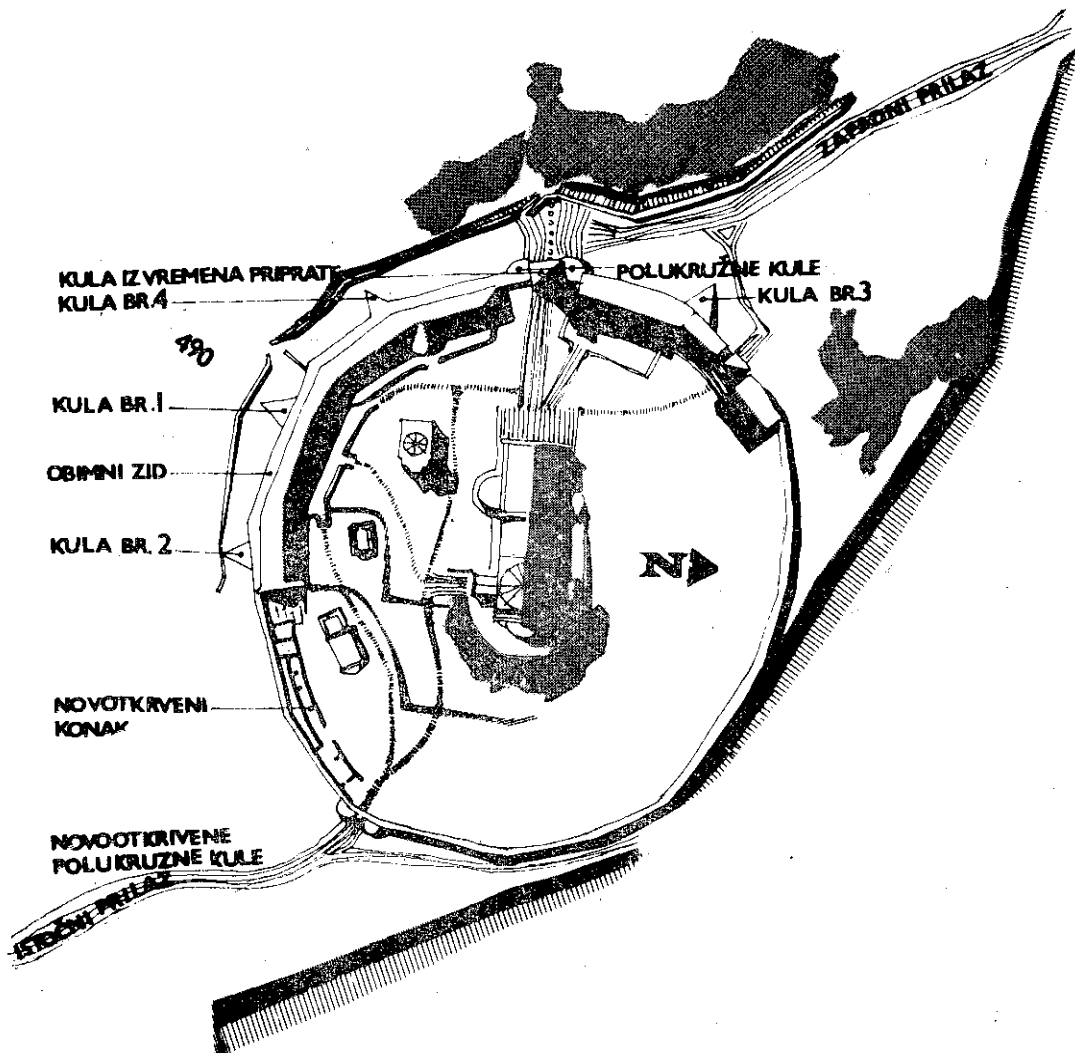 ZAPADNI PRILAZ
KULA IZ VREMENA PRIPRATE
KULA BR.4
POLUKRUŽNE KULE
KULA BR.3
490
KULA BR.1
OBIMNI ZID
KULA BR. 2
N
NOVOTKRVENI
KONAK
NOVOOTKRIVENE
POLUKRUZNE KULE
ISTOČNI PRILAZ